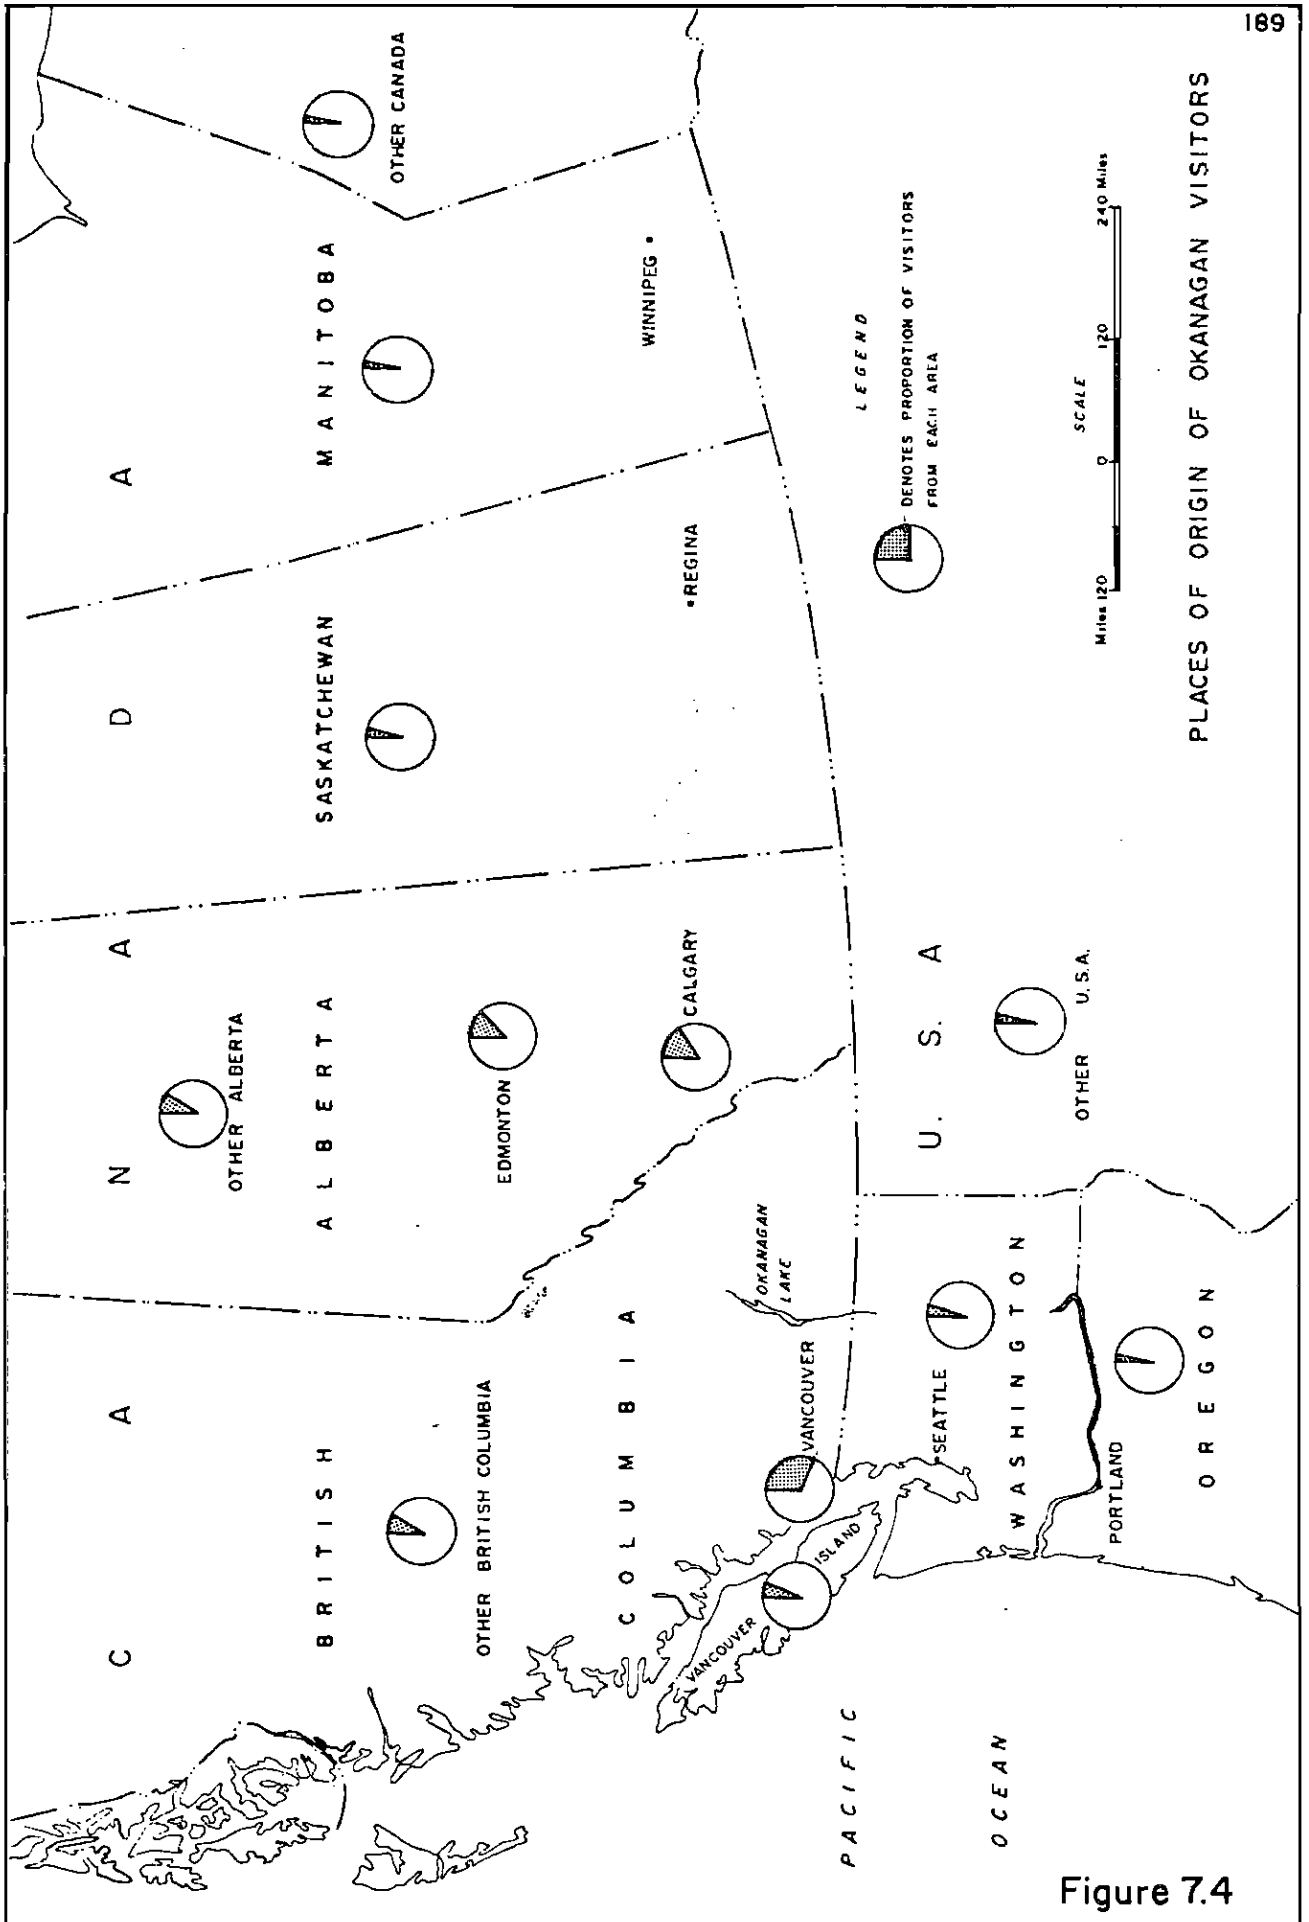 189
C A N A D A
BRITISH
COLUMBIA
OTHER BRITISH COLUMBIA
ALBERTA
OTHER ALBERTA
EDMONTON
CALGARY
SASKATCHEWAN
•REGINA
MANITOBA
WINNIPEG •
OTHER CANADA
OKANAGAN
LAKE
VANCOUVER
VANCOUVER
ISLAND
PACIFIC
OCEAN
U. S. A
SEATTLE
WASHINGTON
PORTLAND
OREGON
OTHER U.S.A.
LEGEND
DENOTES PROPORTION OF VISITORS
FROM EACH AREA
SCALE
Miles 120 0 120 240 Miles
PLACES OF ORIGIN OF OKANAGAN VISITORS
Figure 7.4